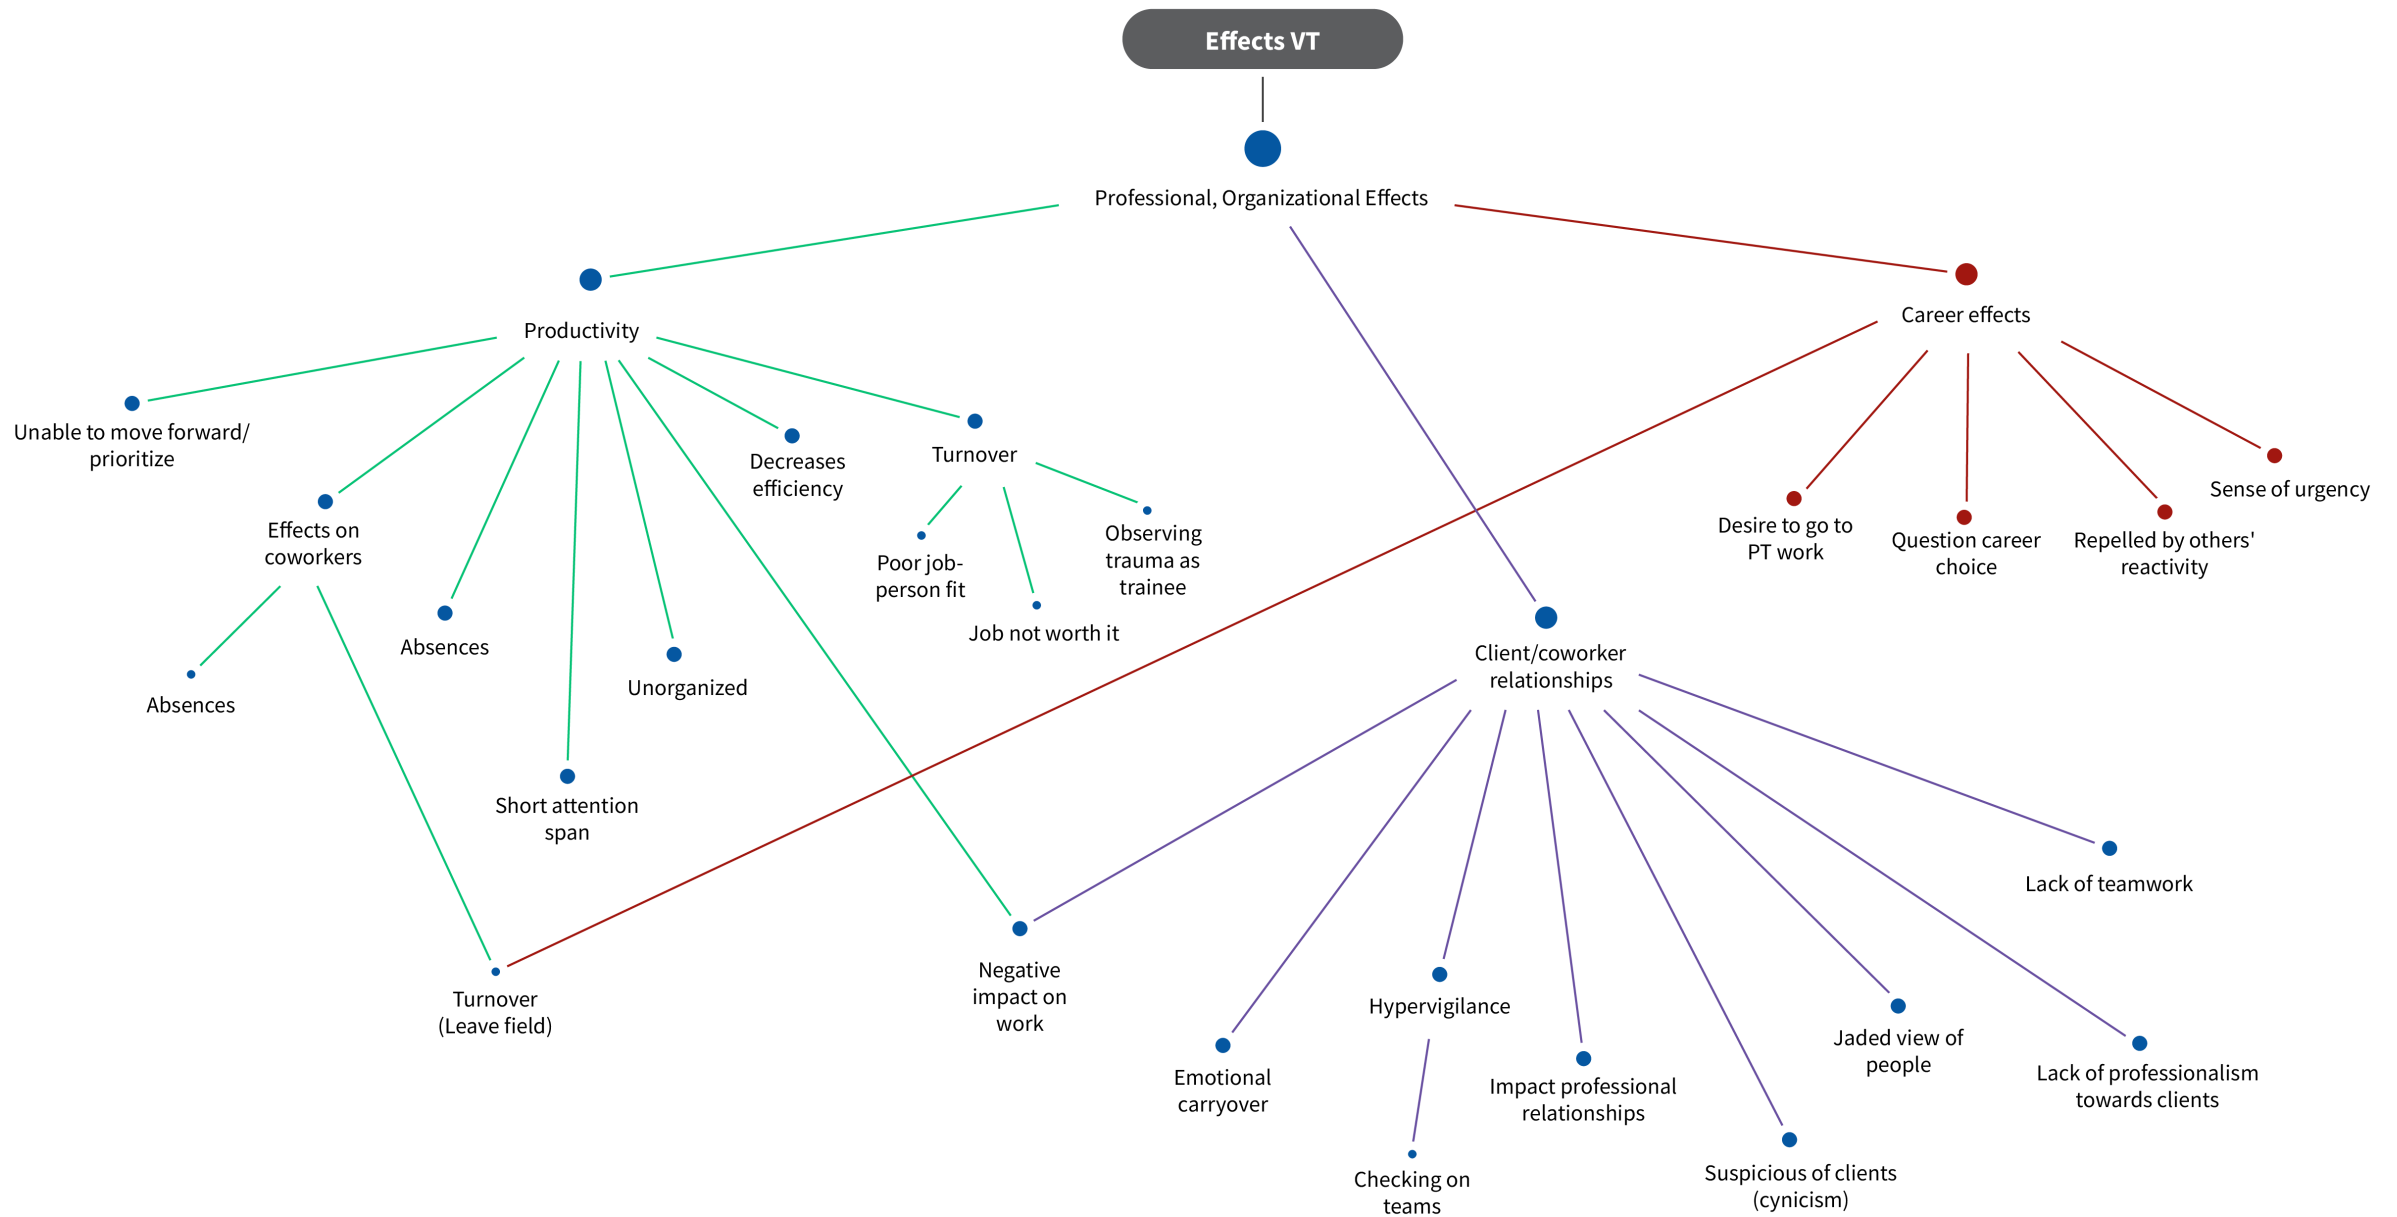 Effects VT
Professional, Organizational Effects
Productivity
Career effects
Unable to move forward/
prioritize
Effects on
coworkers
Absences
Absences
Short attention
span
Unorganized
Decreases
efficiency
Turnover
Poor job-
person fit
Job not worth it
Observing
trauma as
trainee
Desire to go to
PT work
Question career
choice
Repelled by others'
reactivity
Sense of urgency
Client/coworker
relationships
Turnover
(Leave field)
Negative
impact on
work
Emotional
carryover
Hypervigilance
Checking on
teams
Impact professional
relationships
Suspicious of clients
(cynicism)
Jaded view of
people
Lack of professionalism
towards clients
Lack of teamwork